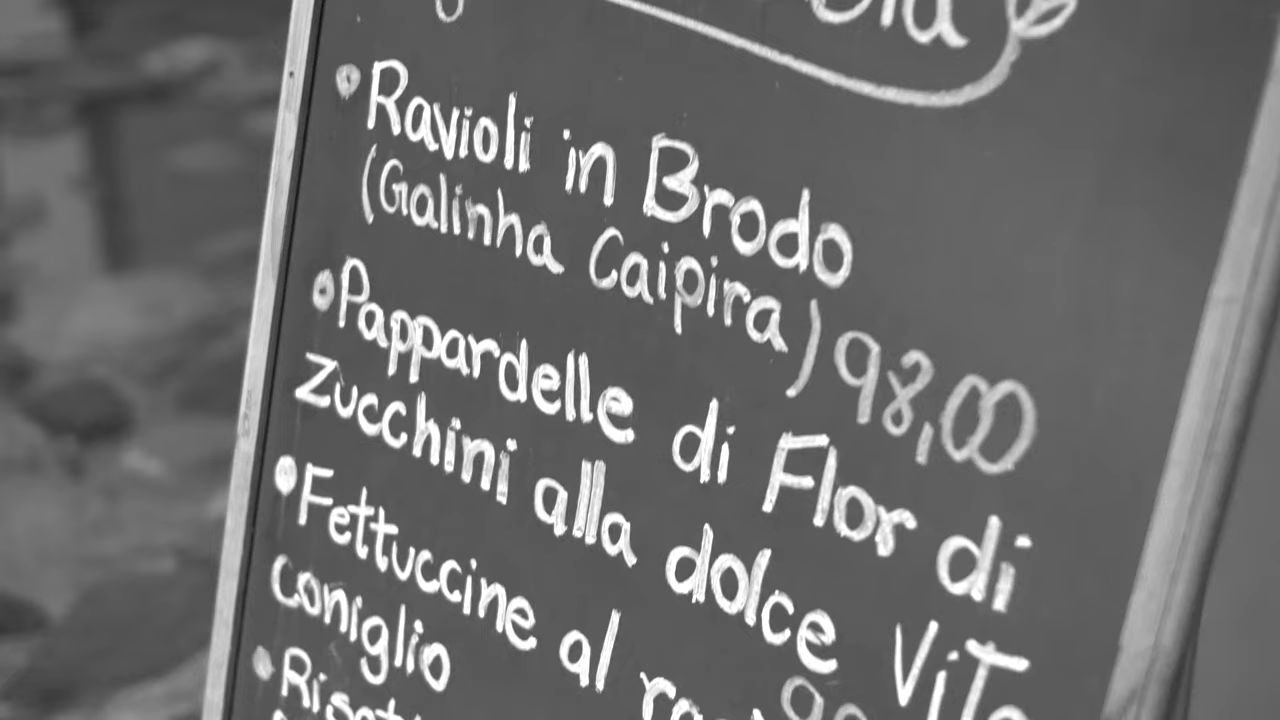 Ravioli in Brodo
(Galinha Caipira) 98,00
Pappardelle di Flor di
zucchini alla dolce Vita
Fettuccine al
coniglio